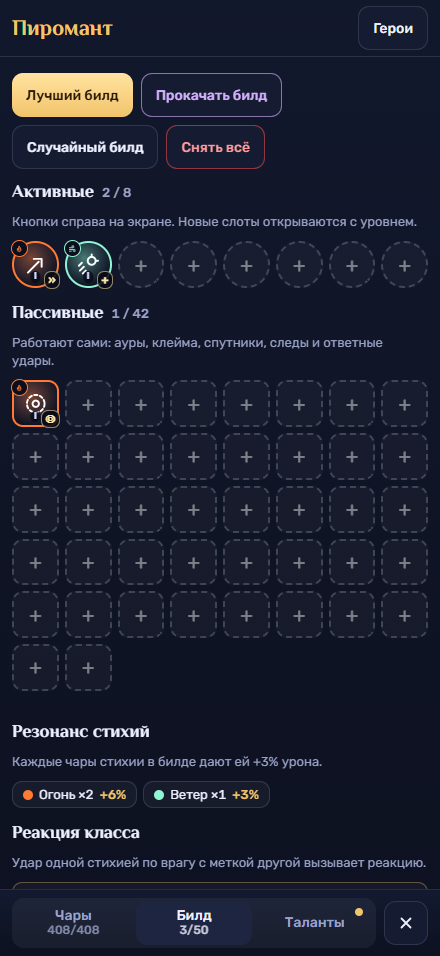 Пиромант
Герои
Лучший билд
Прокачать билд
Случайный билд
Снять всё
Активные 2 / 8
Кнопки справа на экране. Новые слоты открываются с уровнем.
Пассивные 1 / 42
Работают сами: ауры, клейма, спутники, следы и ответные
удары.
Резонанс стихий
Каждые чары стихии в билде дают ей +3% урона.
Огонь ×2 +6%
Ветер ×1 +3%
Реакция класса
Удар одной стихией по врагу с меткой другой вызывает реакцию.
Чары
408/408
Билд
3/50
Таланты